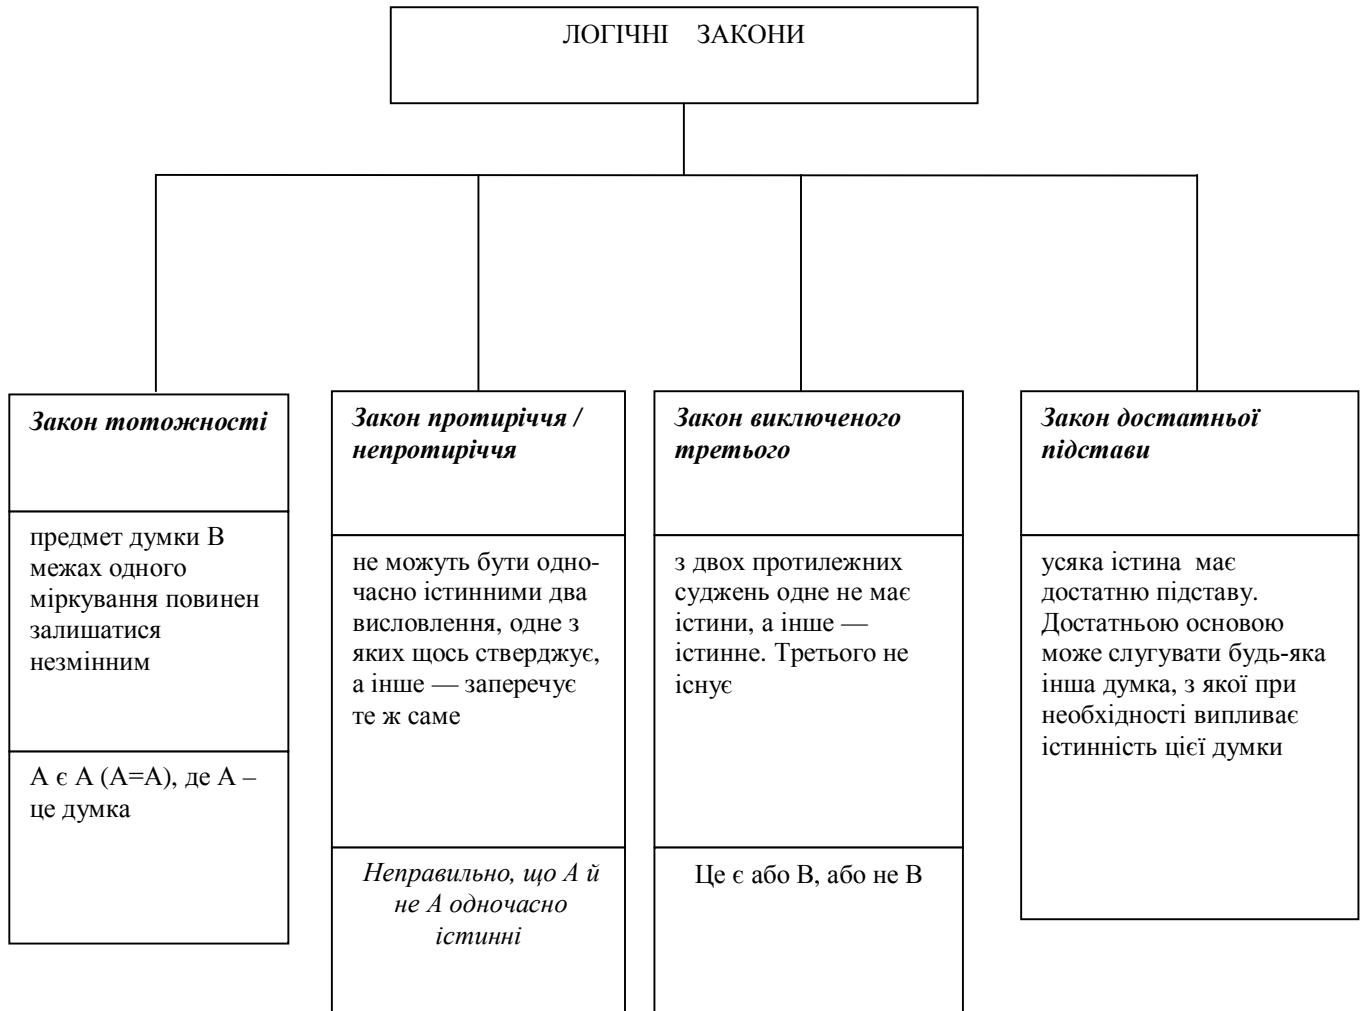 ЛОГІЧНІ ЗАКОНИ
Закон тотожності
предмет думки В
межах одного
міркування повинен
залишатися
незмінним
А є А (А=А), де А –
це думка
Закон протиріччя /
непротиріччя
не можуть бути одно-
часно істинними два
висловлення, одне з
яких щось стверджує,
а інше — заперечує
те ж саме
Неправильно, що А й
не А одночасно
істинні
Закон виключеного
третього
з двох протилежних
суджень одне не має
істини, а інше —
істинне. Третього не
існує
Це є або В, або не В
Закон достатньої
підстави
усяка істина має
достатню підставу.
Достатньою основою
може слугувати будь-яка
інша думка, з якої при
необхідності випливає
істинність цієї думки